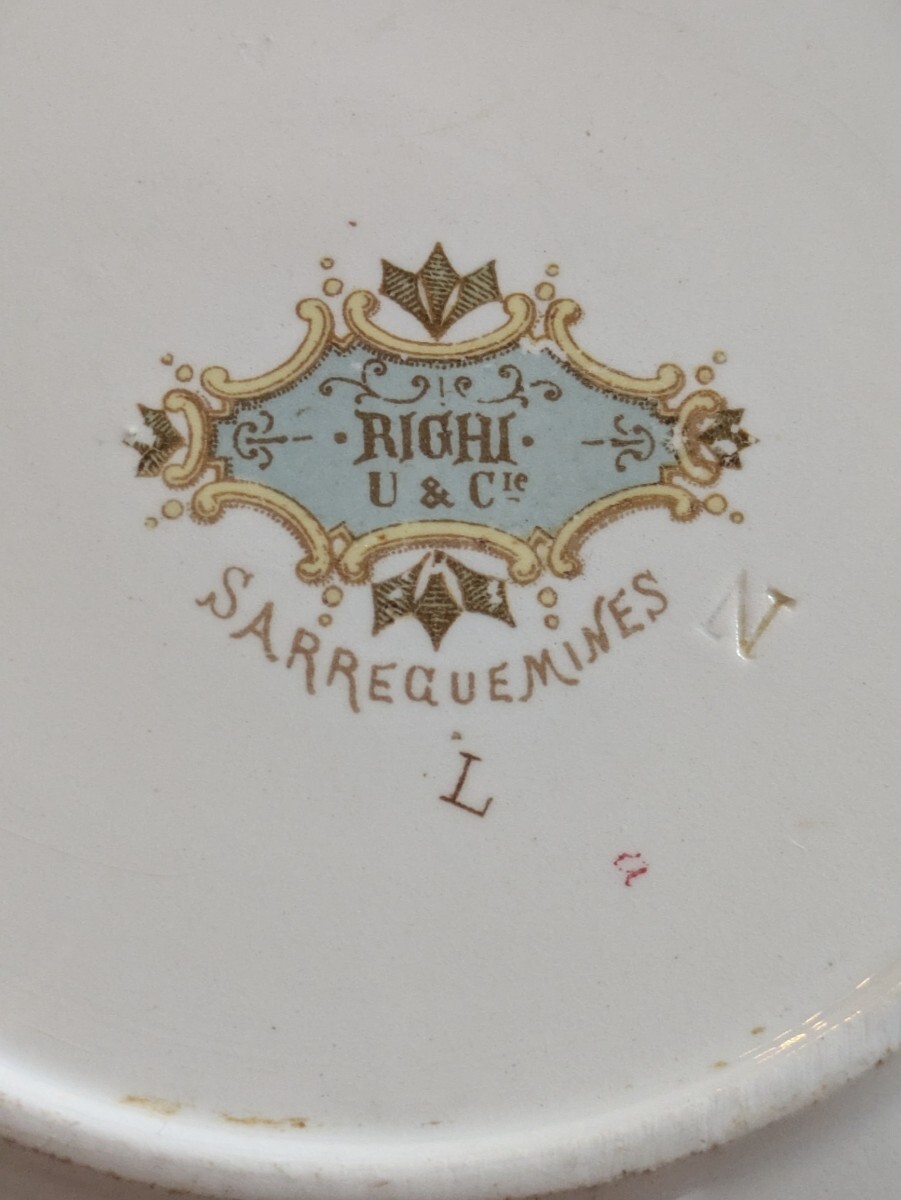 RIGHI
U & Cie
SARREGUEMINES
N
L